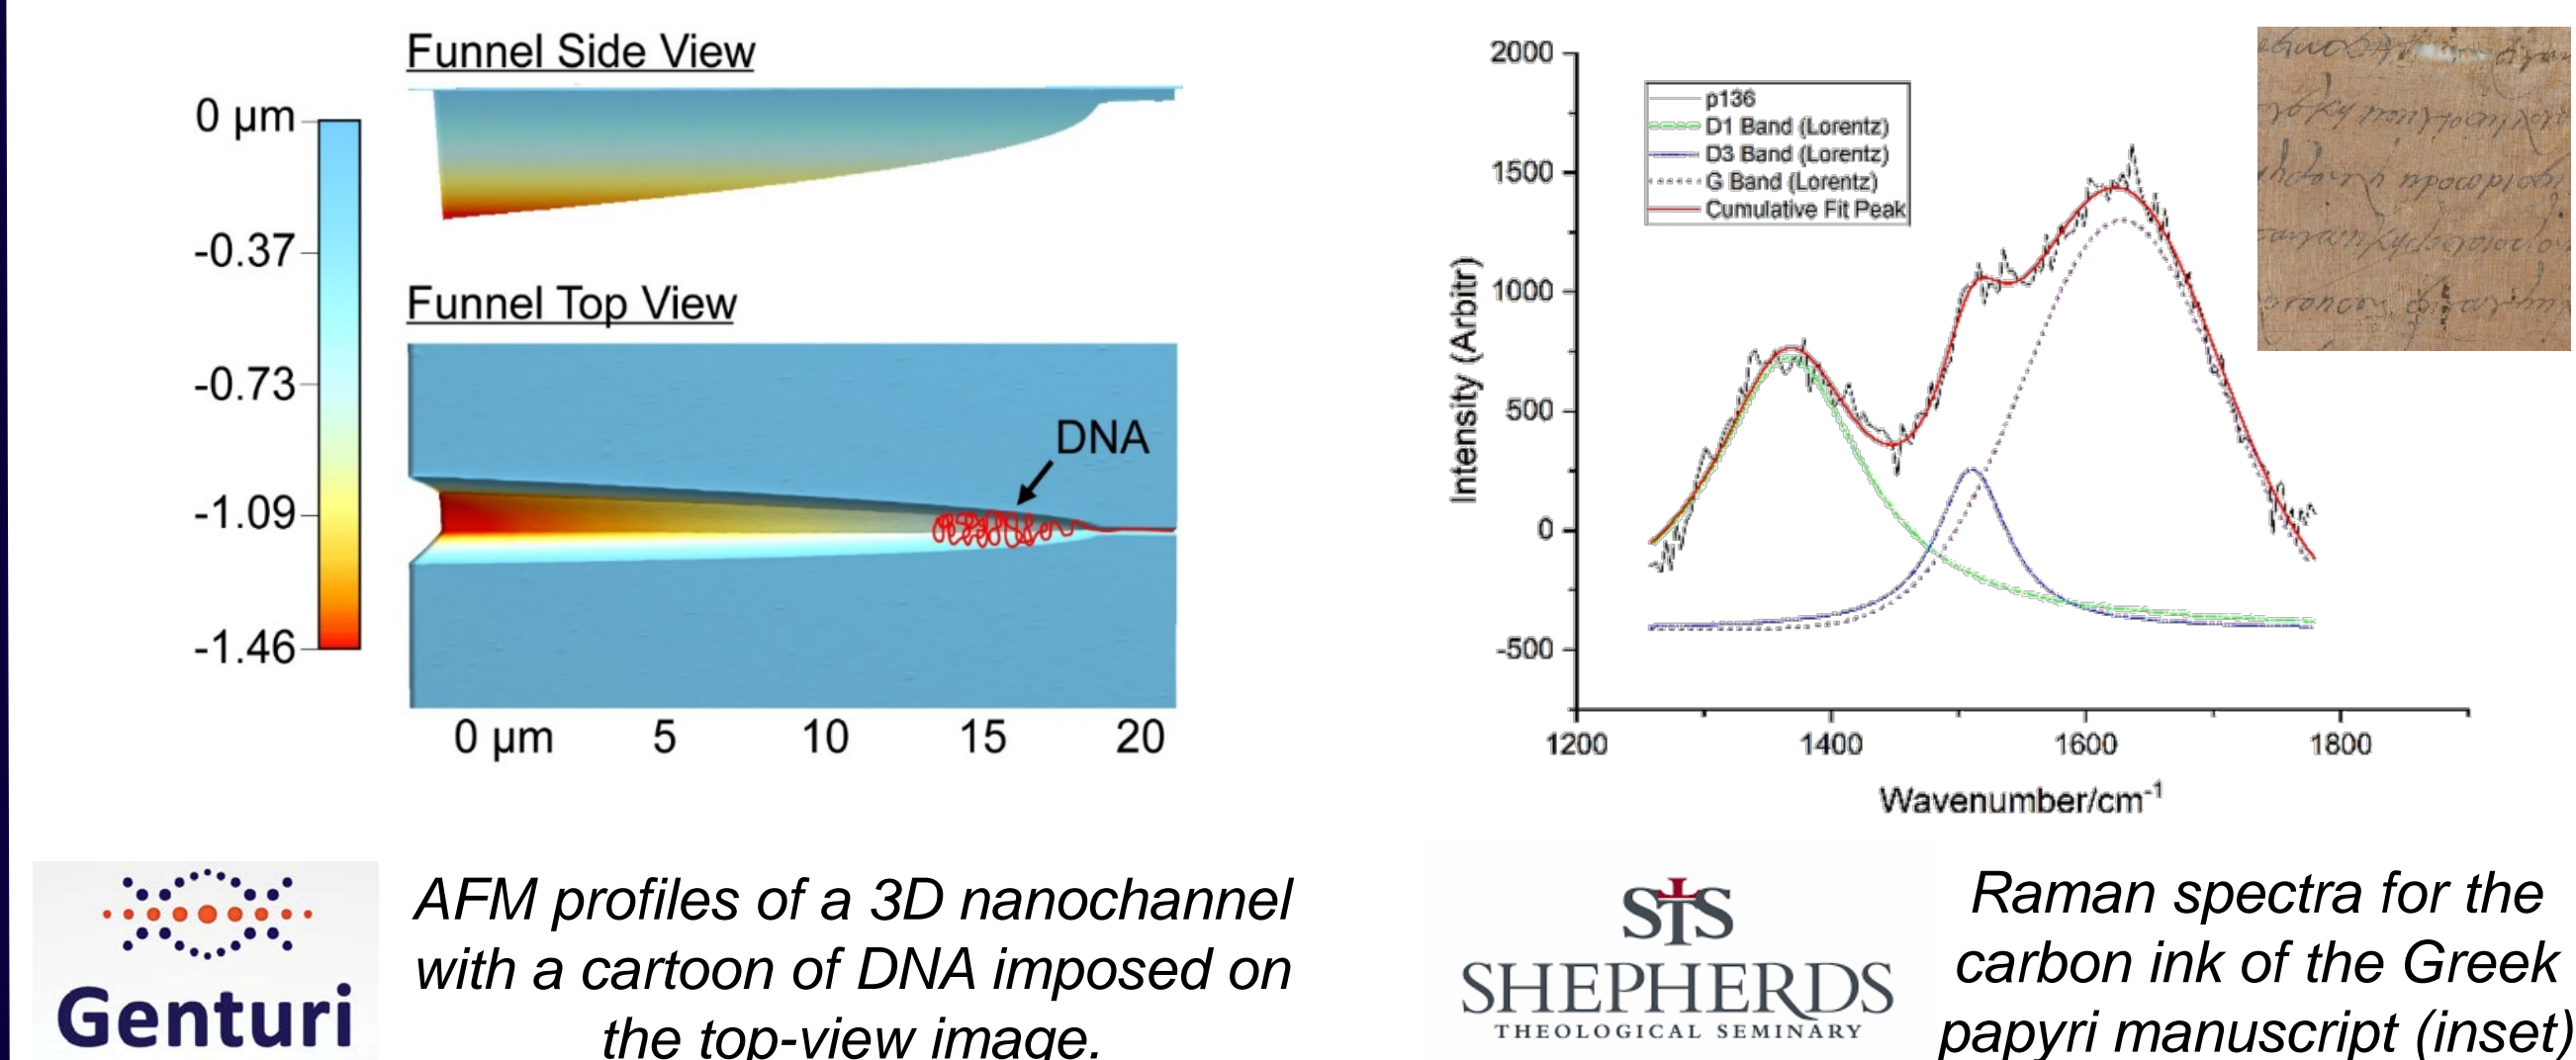 Funnel Side View
0 µm
-0.37
-0.73
-1.09
-1.46
Funnel Top View
DNA
0 µm 5 10 15 20
Genturi
AFM profiles of a 3D nanochannel
with a cartoon of DNA imposed on
the top-view image.
2000
1500
1000
500
0
-500
p136
D1 Band (Lorentz)
D3 Band (Lorentz)
G Band (Lorentz)
Cumulative Fit Peak
Intensity (Arbitr)
1200 1400 1600 1800
Wavenumber/cm⁻¹
STS
SHEPHERDS
THEOLOGICAL SEMINARY
Raman spectra for the
carbon ink of the Greek
papyri manuscript (inset)